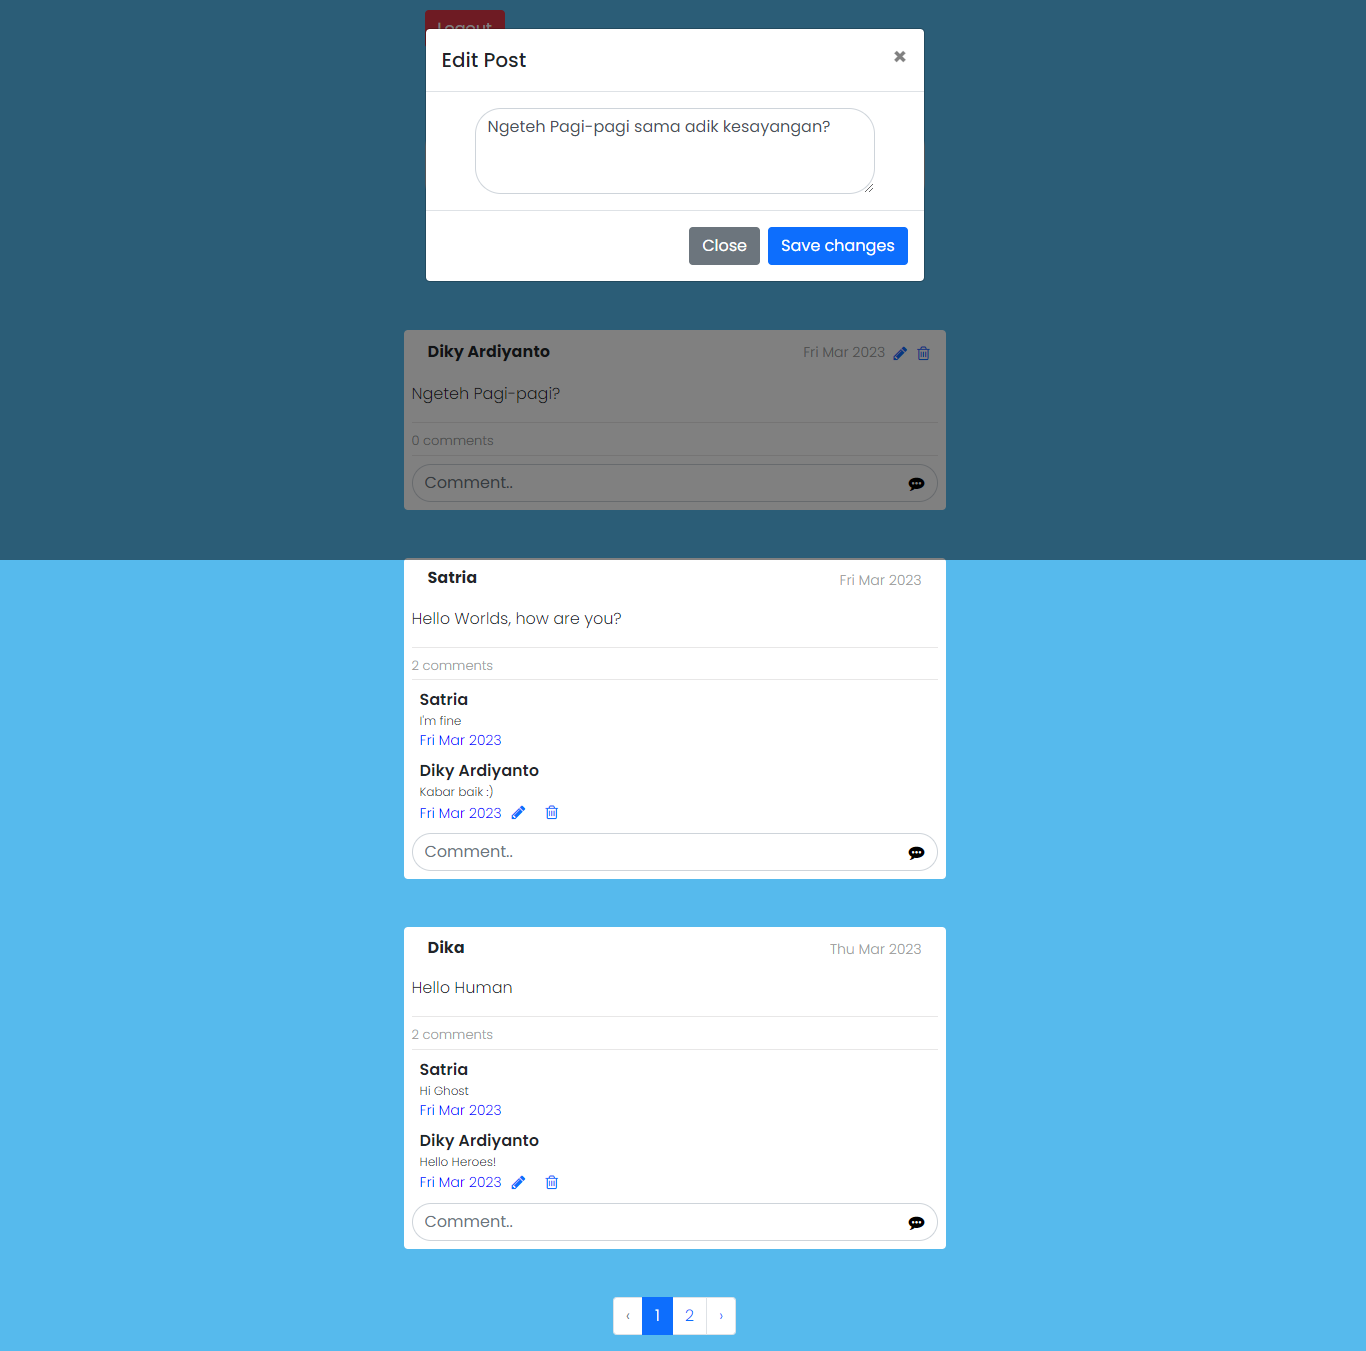 Logout
Edit Post
Ngeteh Pagi-pagi sama adik kesayangan?
Close Save changes
Diky Ardiyanto Fri Mar 2023
Ngeteh Pagi-pagi?
0 comments
Comment..
Satria Fri Mar 2023
Hello Worlds, how are you?
2 comments
Satria
I'm fine
Fri Mar 2023
Diky Ardiyanto
Kabar baik :)
Fri Mar 2023
Comment..
Dika Thu Mar 2023
Hello Human
2 comments
Satria
Hi Ghost
Fri Mar 2023
Diky Ardiyanto
Hello Heroes!
Fri Mar 2023
Comment..
‹ 1 2 ›